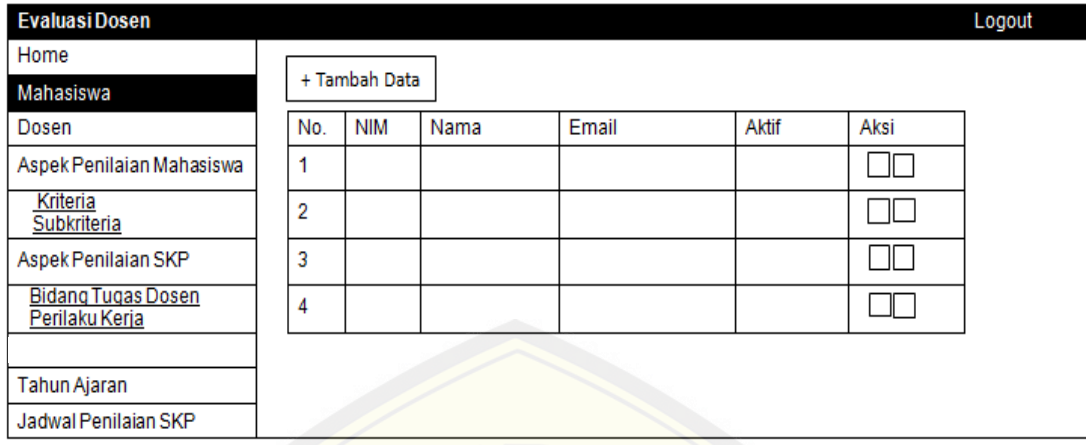 Evaluasi Dosen Logout
Home
Mahasiswa
Dosen
Aspek Penilaian Mahasiswa
Kriteria
Subkriteria
Aspek Penilaian SKP
Bidang Tugas Dosen
Perilaku Kerja
Tahun Ajaran
Jadwal Penilaian SKP
+ Tambah Data
No. NIM Nama Email Aktif Aksi
1
2
3
4